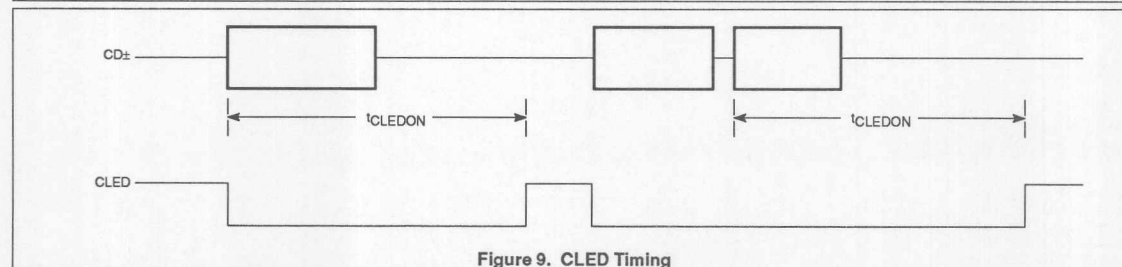 CD±
tCLEDON
tCLEDON
CLED
Figure 9. CLED Timing